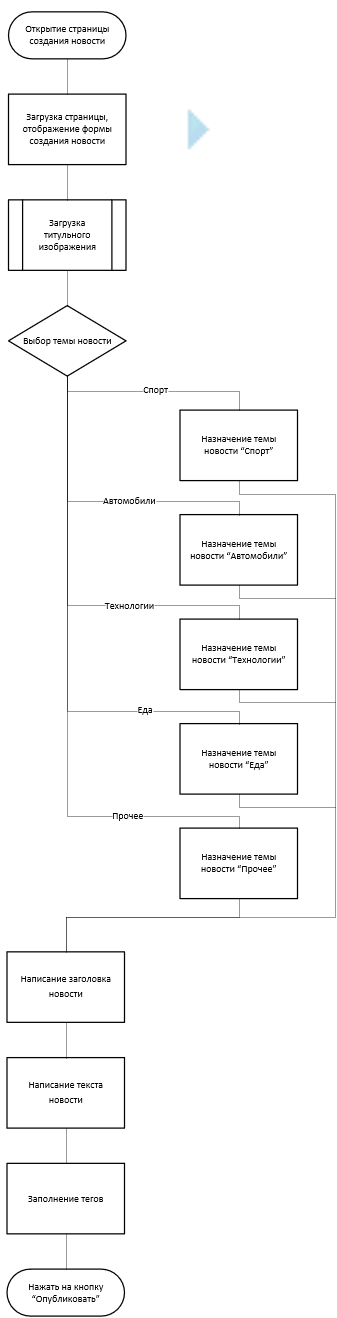 Открытие страницы
создания новости
Загрузка страницы,
отображение формы
создания новости
Загрузка
титульного
изображения
Выбор темы новости
Спорт
Назначение темы
новости “Спорт”
Автомобили
Назначение темы
новости “Автомобили”
Технологии
Назначение темы
новости “Технологии”
Еда
Назначение темы
новости “Еда”
Прочее
Назначение темы
новости “Прочее”
Написание заголовка
новости
Написание текста
новости
Заполнение тегов
Нажать на кнопку
“Опубликовать”